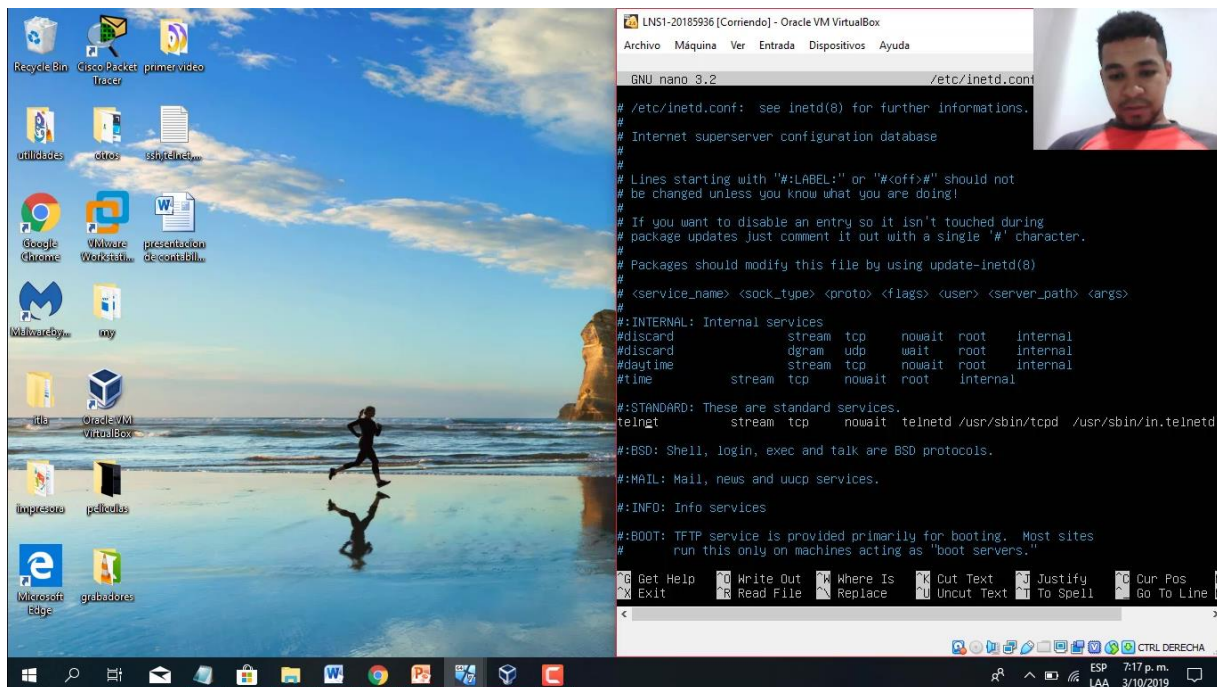 Recycle Bin
Cisco Packet
Tracer
primer video
utilidades
otros
ssh,telnet,...
Google
Chrome
VMware
Workstati...
presentacion
de contabil...
Malwareby...
my
itla
Oracle VM
VirtualBox
impresora
peliculas
Microsoft
Edge
grabadores
LNS1-20185936 [Corriendo] - Oracle VM VirtualBox
Archivo Máquina Ver Entrada Dispositivos Ayuda
GNU nano 3.2 /etc/inetd.conf
# /etc/inetd.conf: see inetd(8) for further informations.
#
# Internet superserver configuration database
#
#
# Lines starting with "#:LABEL:" or "#<off>#" should not
# be changed unless you know what you are doing!
#
# If you want to disable an entry so it isn't touched during
# package updates just comment it out with a single '#' character.
#
# Packages should modify this file by using update-inetd(8)
#
# <service_name> <sock_type> <proto> <flags> <user> <server_path> <args>
#
#:INTERNAL: Internal services
#discard stream tcp nowait root internal
#discard dgram udp wait root internal
#daytime stream tcp nowait root internal
#time stream tcp nowait root internal
#:STANDARD: These are standard services.
telnet stream tcp nowait telnetd /usr/sbin/tcpd /usr/sbin/in.telnetd
#:BSD: Shell, login, exec and talk are BSD protocols.
#:MAIL: Mail, news and uucp services.
#:INFO: Info services
#:BOOT: TFTP service is provided primarily for booting. Most sites
# run this only on machines acting as "boot servers."
^G Get Help ^O Write Out ^W Where Is ^K Cut Text ^J Justify ^C Cur Pos
^X Exit ^R Read File ^\ Replace ^U Uncut Text ^T To Spell ^_ Go To Line
CTRL DERECHA
ESP 7:17 p. m.
LAA 3/10/2019